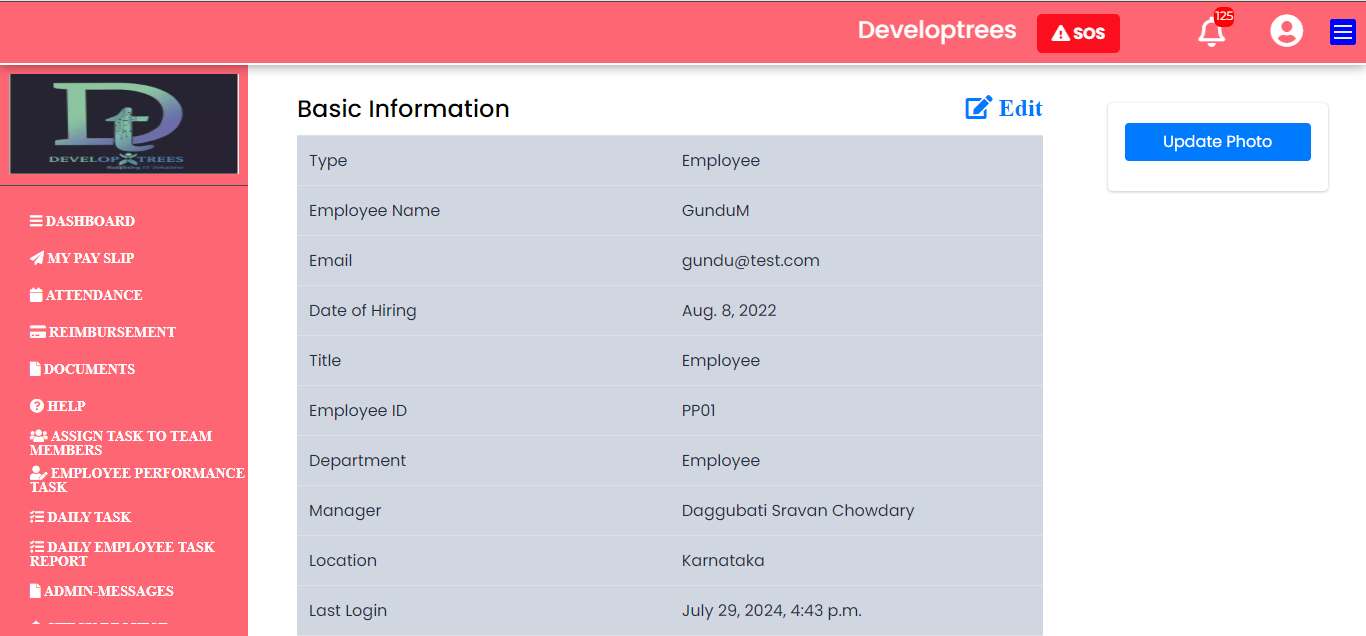 Developtrees
SOS
125
DEVELOP TREES
DASHBOARD
MY PAY SLIP
ATTENDANCE
REIMBURSEMENT
DOCUMENTS
HELP
ASSIGN TASK TO TEAM
MEMBERS
EMPLOYEE PERFORMANCE
TASK
DAILY TASK
DAILY EMPLOYEE TASK
REPORT
ADMIN-MESSAGES
Basic Information
Edit
Type Employee
Employee Name GunduM
Email gundu@test.com
Date of Hiring Aug. 8, 2022
Title Employee
Employee ID PP01
Department Employee
Manager Daggubati Sravan Chowdary
Location Karnataka
Last Login July 29, 2024, 4:43 p.m.
Update Photo